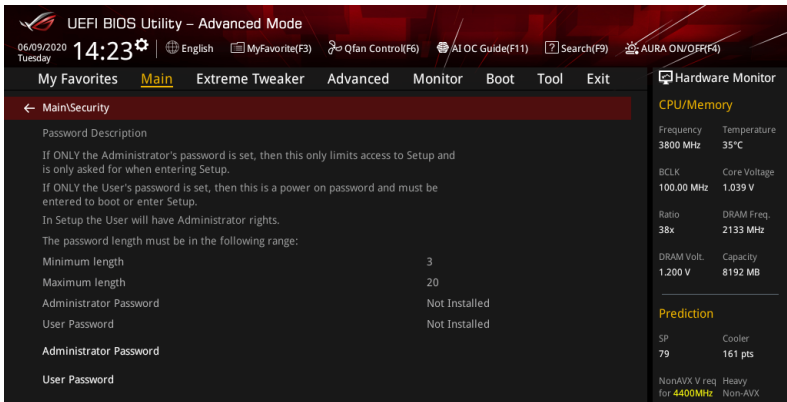 UEFI BIOS Utility – Advanced Mode
06/09/2020 Tuesday 14:23 English MyFavorite(F3) Qfan Control(F6) AI OC Guide(F11) ? Search(F9) AURA ON/OFF(F4)
My Favorites Main Extreme Tweaker Advanced Monitor Boot Tool Exit
← Main\Security
Password Description
If ONLY the Administrator's password is set, then this only limits access to Setup and
is only asked for when entering Setup.
If ONLY the User's password is set, then this is a power on password and must be
entered to boot or enter Setup.
In Setup the User will have Administrator rights.
The password length must be in the following range:
Minimum length 3
Maximum length 20
Administrator Password Not Installed
User Password Not Installed
Administrator Password
User Password
Hardware Monitor
CPU/Memory
Frequency Temperature
3800 MHz 35°C
BCLK Core Voltage
100.00 MHz 1.039 V
Ratio DRAM Freq.
38x 2133 MHz
DRAM Volt. Capacity
1.200 V 8192 MB
Prediction
SP Cooler
79 161 pts
NonAVX V req Heavy
for 4400MHz Non-AVX